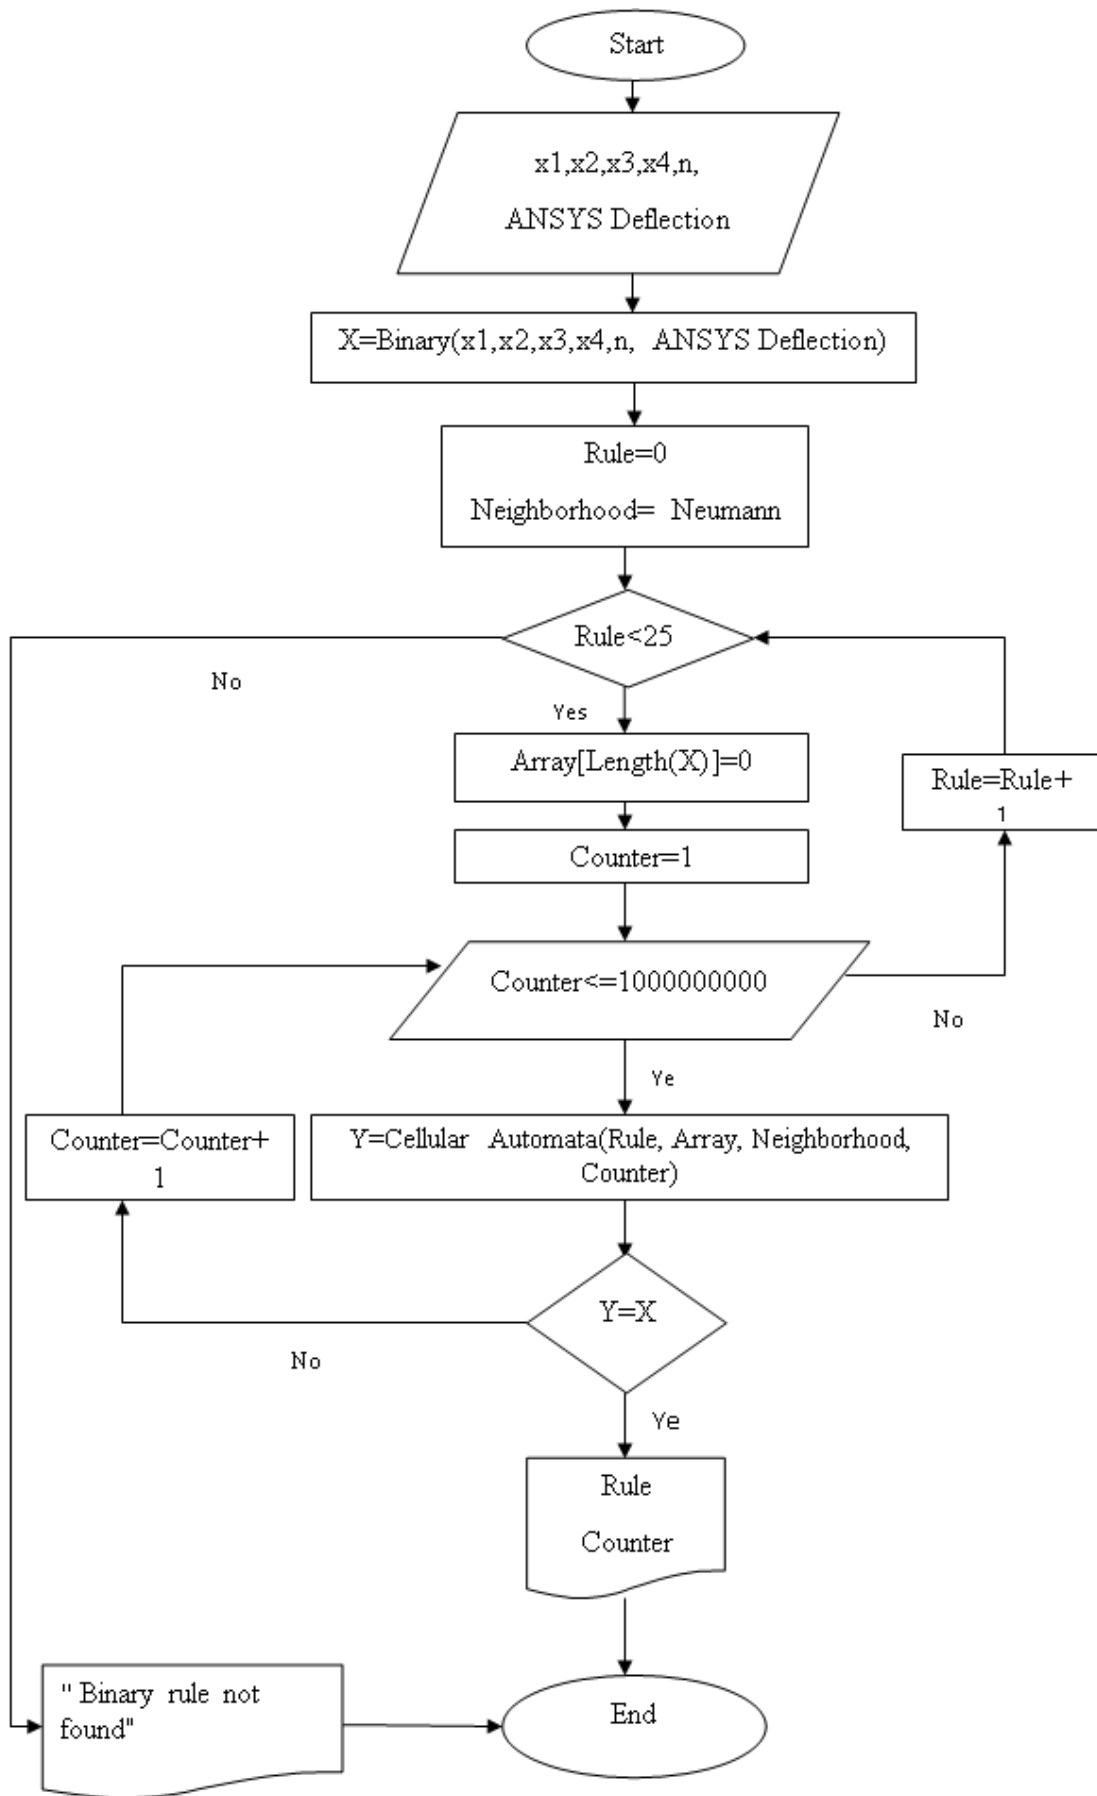 Start
x1,x2,x3,x4,n,
ANSYS Deflection
X=Binary(x1,x2,x3,x4,n, ANSYS Deflection)
Rule=0
Neighborhood= Neumann
Rule<25
No
Yes
Array[Length(X)]=0
Rule=Rule+
1
Counter=1
Counter<=1000000000
No
Ye
Counter=Counter+
1
Y=Cellular Automata(Rule, Array, Neighborhood,
Counter)
Y=X
No
Ye
Rule
Counter
" Binary rule not
found"
End